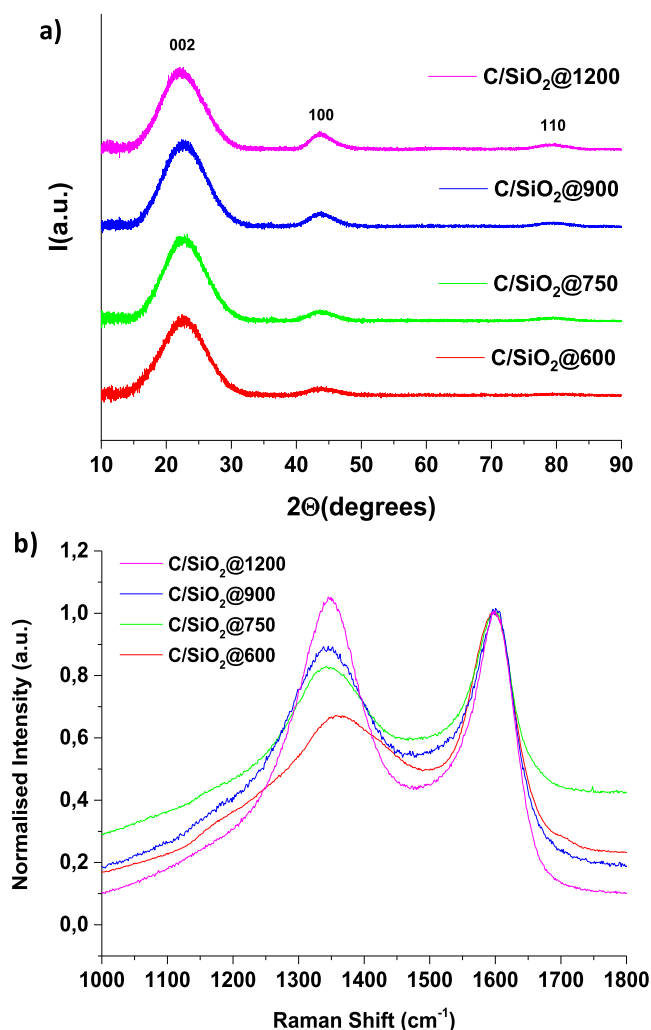 a)
002
C/SiO₂@1200
100
110
C/SiO₂@900
C/SiO₂@750
C/SiO₂@600
I(a.u.)
10 20 30 40 50 60 70 80 90
2Θ(degrees)
b)
1,2
C/SiO₂@1200
C/SiO₂@900
C/SiO₂@750
C/SiO₂@600
1,0
0,8
0,6
0,4
0,2
0,0
Normalised Intensity (a.u.)
1000 1100 1200 1300 1400 1500 1600 1700 1800
Raman Shift (cm⁻¹)